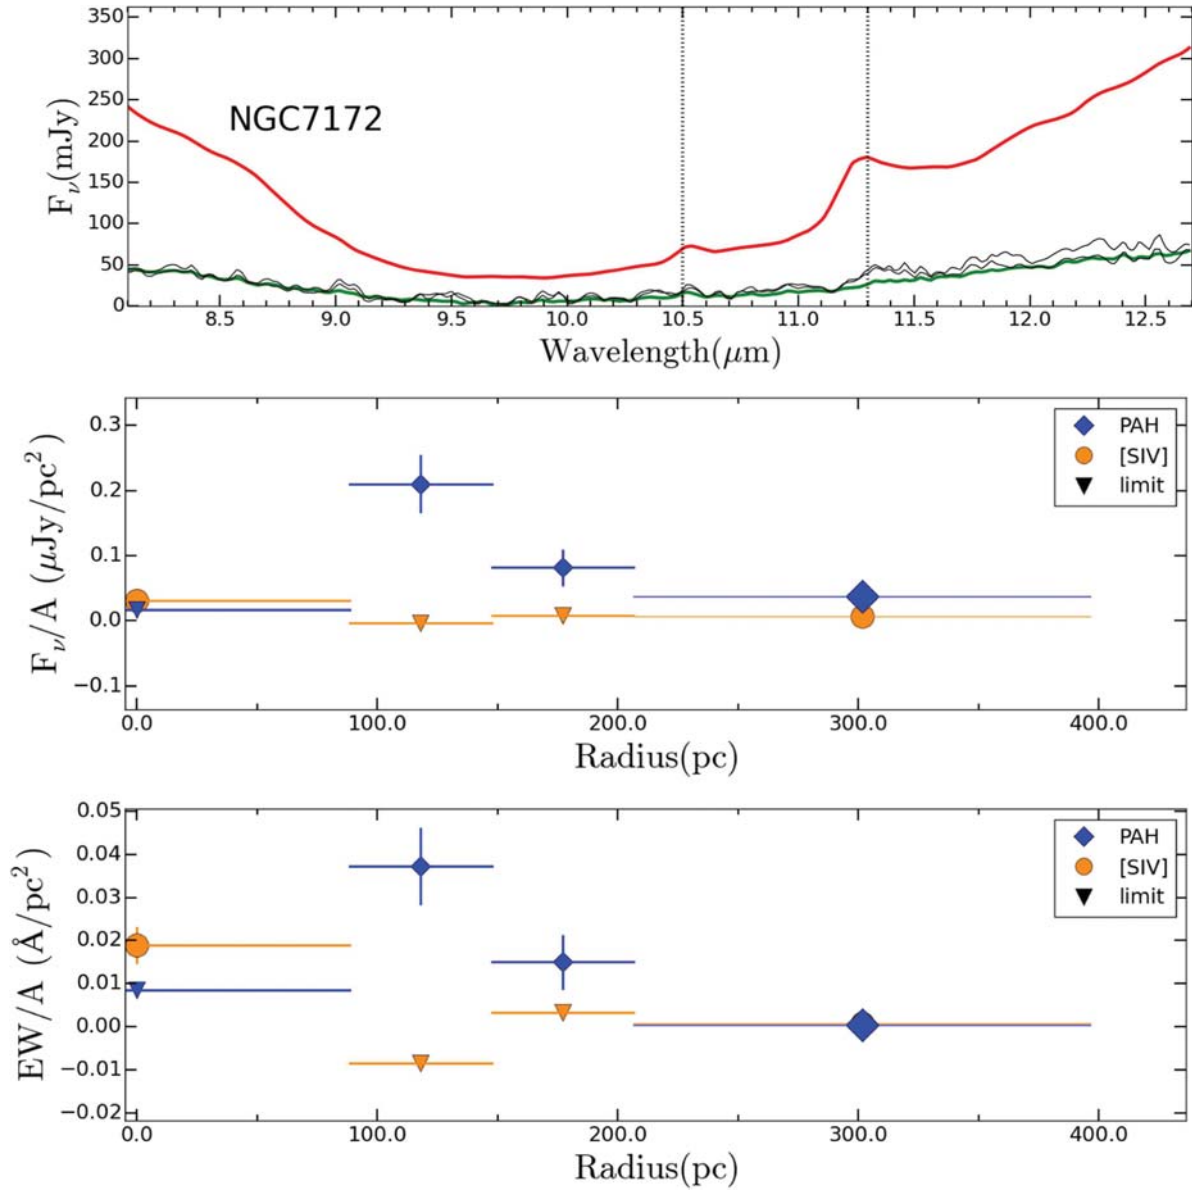 350
300
250
200
150
100
50
0
F_ν(mJy)
NGC7172
8.5 9.0 9.5 10.0 10.5 11.0 11.5 12.0 12.5
Wavelength(μm)
0.3
0.2
0.1
0.0
−0.1
F_ν/A (μJy/pc²)
PAH
[SIV]
limit
0.0 100.0 200.0 300.0 400.0
Radius(pc)
0.05
0.04
0.03
0.02
0.01
0.00
−0.01
−0.02
EW/A (Å/pc²)
PAH
[SIV]
limit
0.0 100.0 200.0 300.0 400.0
Radius(pc)